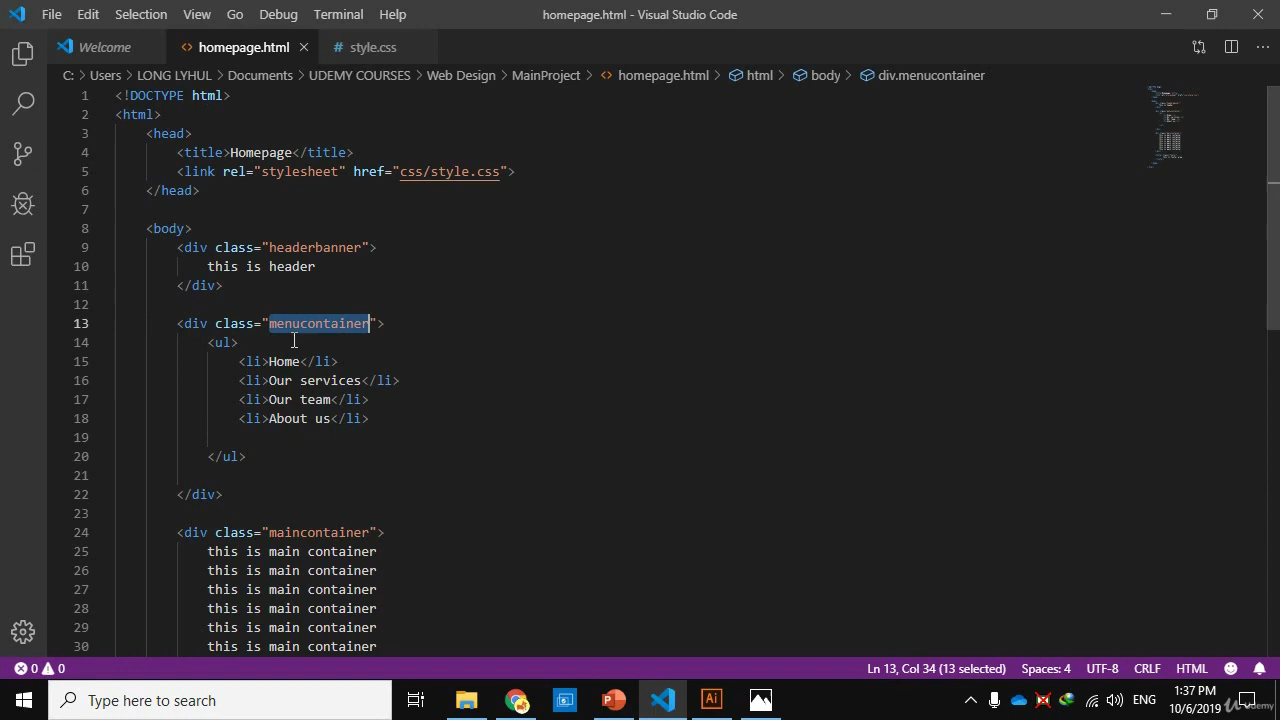 File Edit Selection View Go Debug Terminal Help homepage.html - Visual Studio Code
Welcome homepage.html style.css
C: > Users > LONG LYHUL > Documents > UDEMY COURSES > Web Design > MainProject > homepage.html > html > body > div.menucontainer
1 <!DOCTYPE html>
2 <html>
3 <head>
4 <title>Homepage</title>
5 <link rel="stylesheet" href="css/style.css">
6 </head>
7
8 <body>
9 <div class="headerbanner">
10 this is header
11 </div>
12
13 <div class="menucontainer">
14 <ul>
15 <li>Home</li>
16 <li>Our services</li>
17 <li>Our team</li>
18 <li>About us</li>
19
20 </ul>
21
22 </div>
23
24 <div class="maincontainer">
25 this is main container
26 this is main container
27 this is main container
28 this is main container
29 this is main container
30 this is main container
0 0 Ln 13, Col 34 (13 selected) Spaces: 4 UTF-8 CRLF HTML
Type here to search Ai ENG 1:37 PM
10/6/2019
Udemy